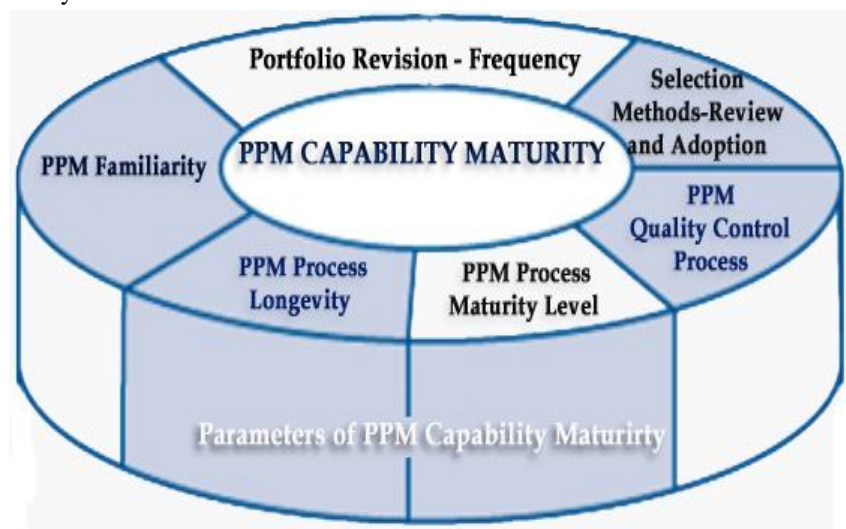 Portfolio Revision - Frequency
Selection
Methods-Review
and Adoption
PPM Familiarity
PPM CAPABILITY MATURITY
PPM
Quality Control
Process
PPM Process
Longevity
PPM Process
Maturity Level
Parameters of PPM Capability Maturirty